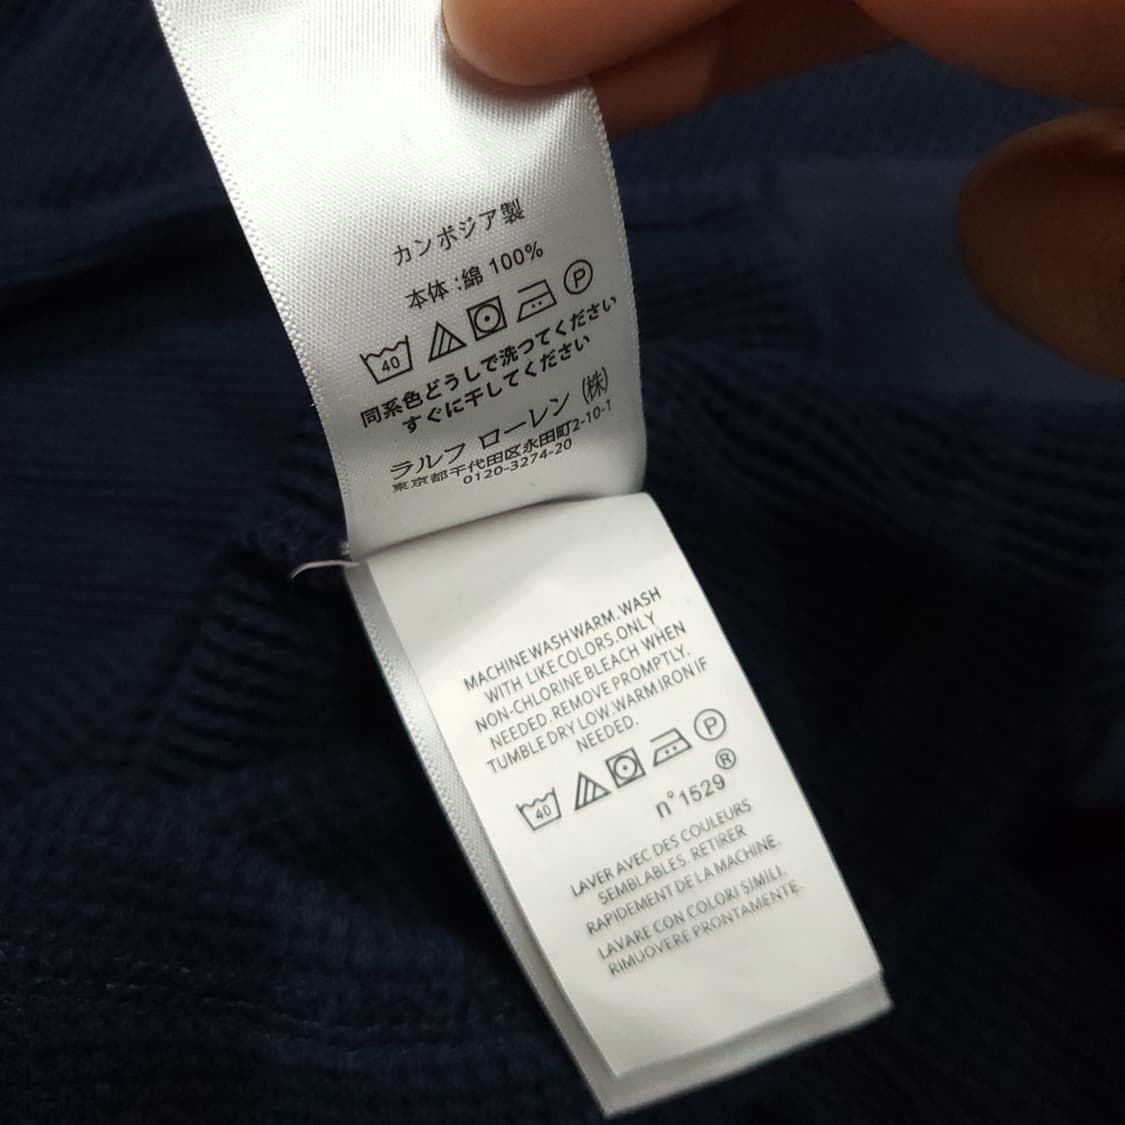 カンボジア製
本体 :綿 100%
40 P
同系色どうしで洗つてください
すぐに干してください
ラルフ ローレン (株)
東京都千代田区永田町2-10-1
0120-3274-20
MACHINE WASH WARM. WASH
WITH LIKE COLORS. ONLY
NON-CHLORINE BLEACH WHEN
NEEDED. REMOVE PROMPTLY.
TUMBLE DRY LOW. WARM IRON IF
NEEDED.
40 P
n°1529 ®
LAVER AVEC DES COULEURS
SEMBLABLES. RETIRER
RAPIDEMENT DE LA MACHINE.
LAVARE CON COLORI SIMILI.
RIMUOVERE PRONTAMENTE.